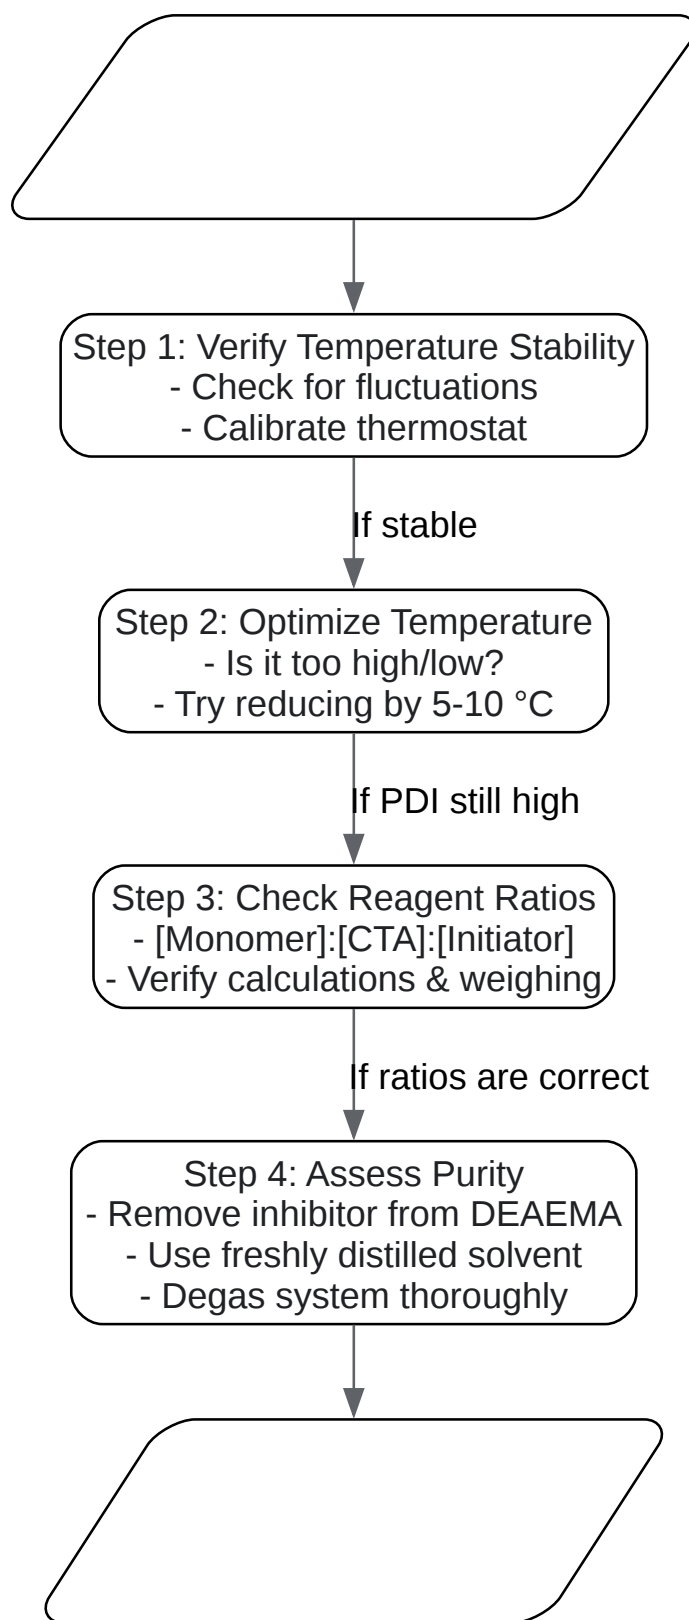 Step 1: Verify Temperature Stability
- Check for fluctuations
- Calibrate thermostat
If stable
Step 2: Optimize Temperature
- Is it too high/low?
- Try reducing by 5-10 °C
If PDI still high
Step 3: Check Reagent Ratios
- [Monomer]:[CTA]:[Initiator]
- Verify calculations & weighing
If ratios are correct
Step 4: Assess Purity
- Remove inhibitor from DEAEMA
- Use freshly distilled solvent
- Degas system thoroughly